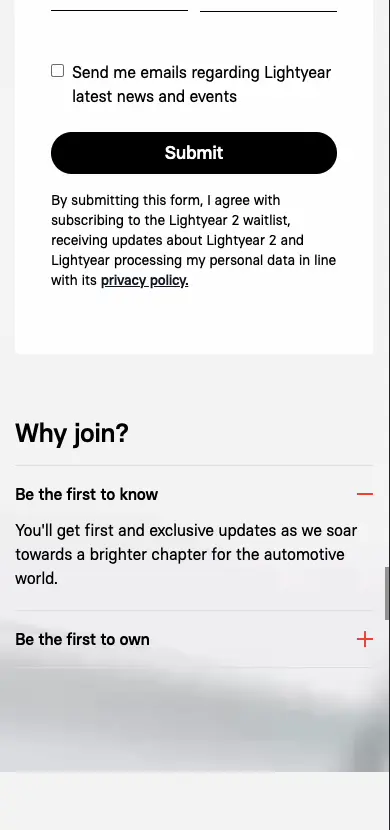 Send me emails regarding Lightyear
latest news and events
Submit
By submitting this form, I agree with
subscribing to the Lightyear 2 waitlist,
receiving updates about Lightyear 2 and
Lightyear processing my personal data in line
with its privacy policy.
Why join?
Be the first to know
You'll get first and exclusive updates as we soar
towards a brighter chapter for the automotive
world.
Be the first to own